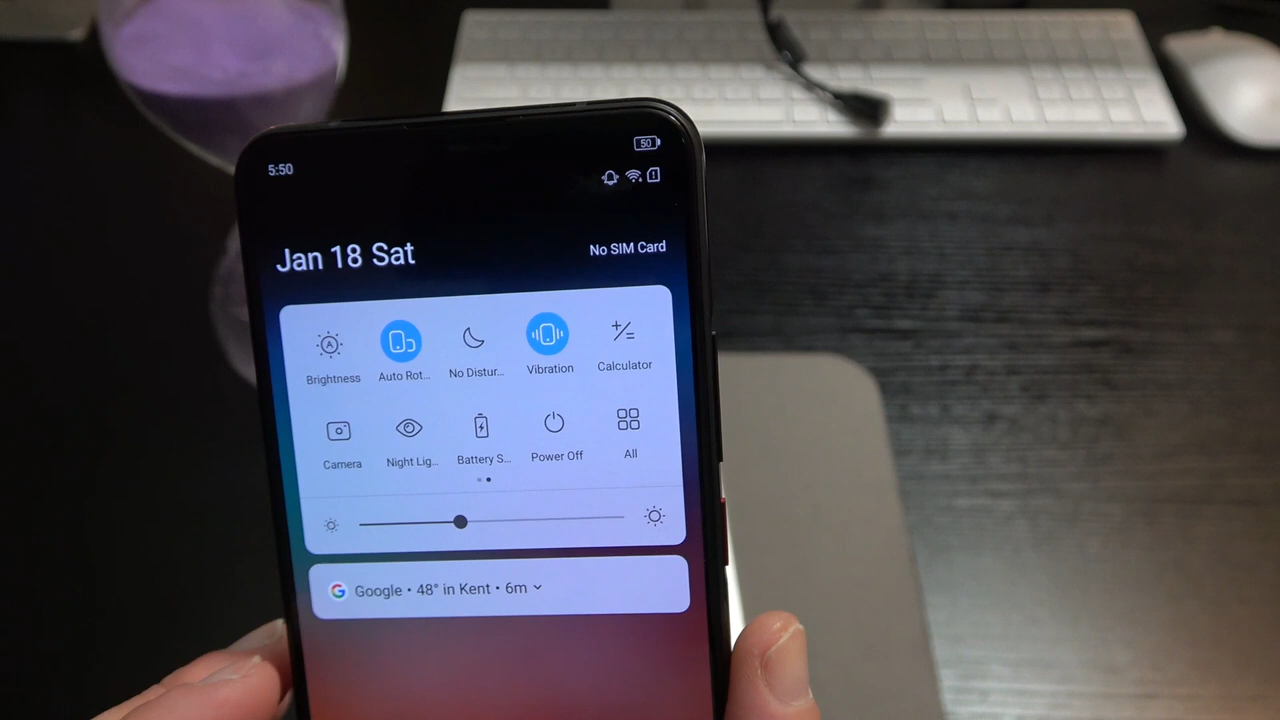 50
5:50
Jan 18 Sat
No SIM Card
A
Brightness
Auto Rot...
No Distur...
Vibration
Calculator
Camera
Night Lig...
Battery S...
Power Off
All
G Google • 48° in Kent • 6m